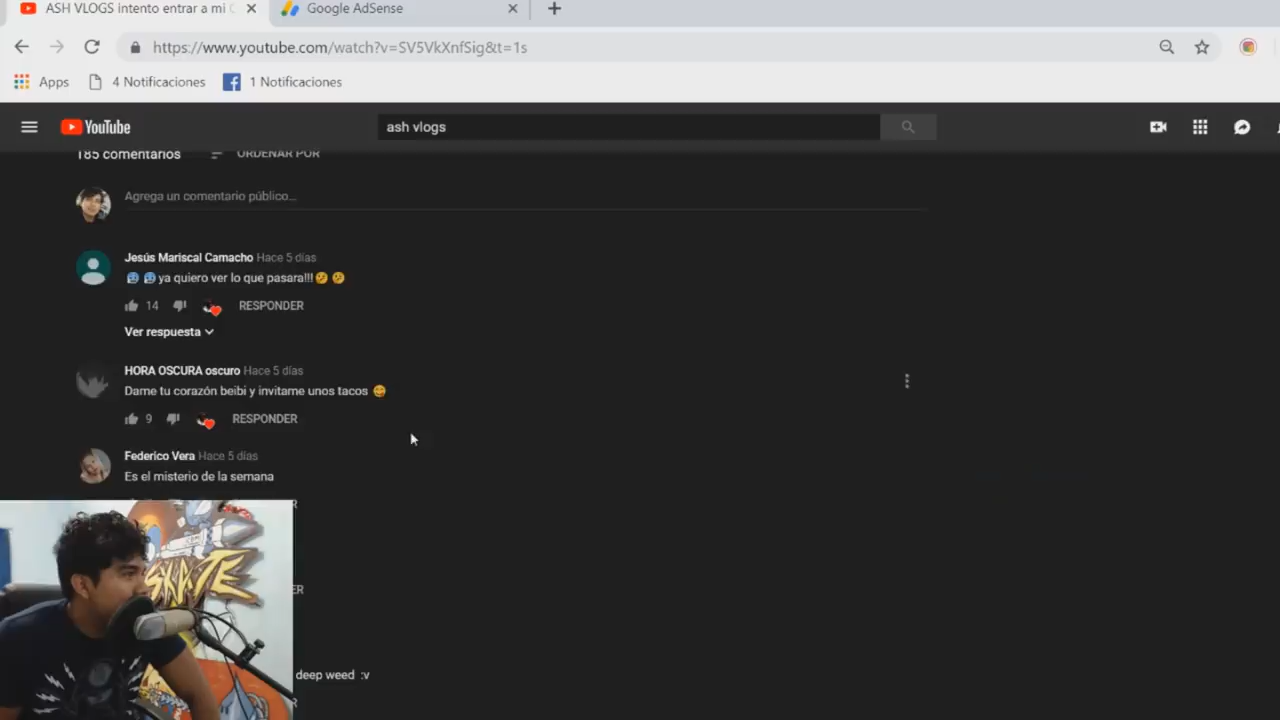 ASH VLOGS intento entrar a mi
Google AdSense
https://www.youtube.com/watch?v=SV5VkXnfSig&t=1s
Apps
4 Notificaciones
1 Notificaciones
YouTube
ash vlogs
185 comentarios
ORDENAR POR
Agrega un comentario público...
Jesús Mariscal Camacho Hace 5 días
ya quiero ver lo que pasara!!!
14
RESPONDER
Ver respuesta
HORA OSCURA oscuro Hace 5 días
Dame tu corazón beibi y invitame unos tacos
9
RESPONDER
Federico Vera Hace 5 días
Es el misterio de la semana
SKATE
deep weed :v